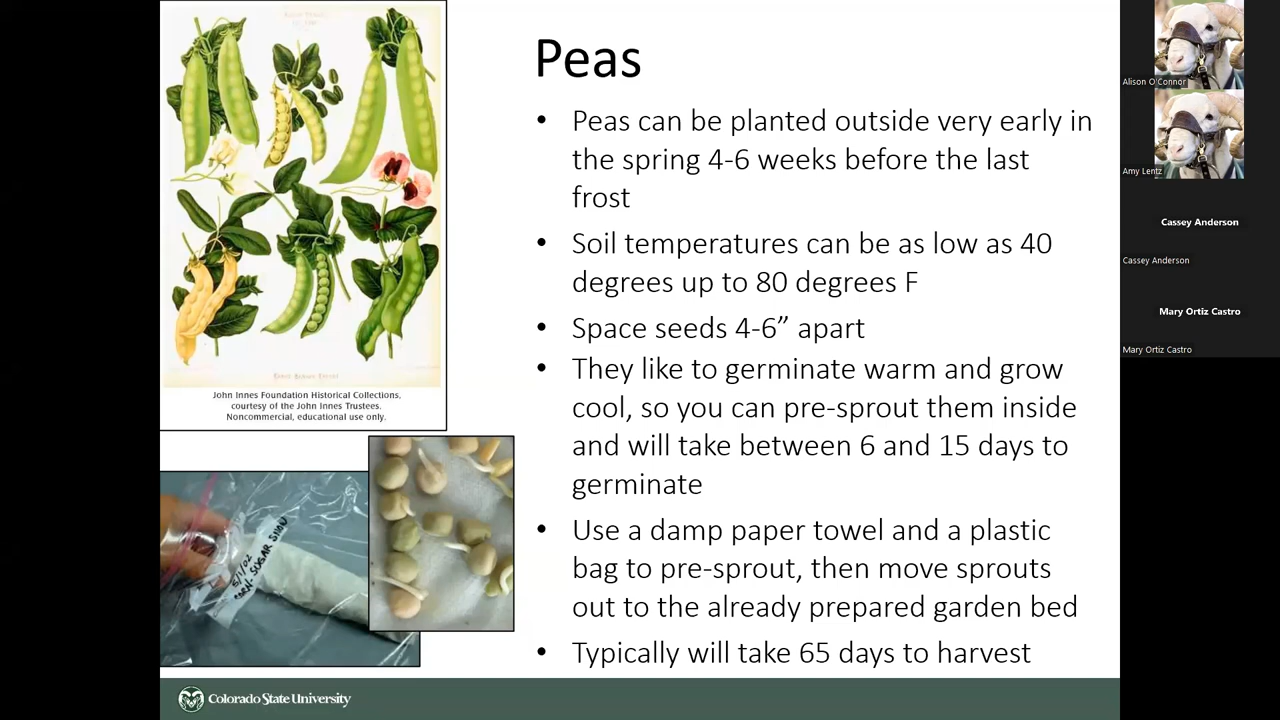 Peas
• Peas can be planted outside very early in
the spring 4-6 weeks before the last
frost
• Soil temperatures can be as low as 40
degrees up to 80 degrees F
• Space seeds 4-6” apart
• They like to germinate warm and grow
cool, so you can pre-sprout them inside
and will take between 6 and 15 days to
germinate
• Use a damp paper towel and a plastic
bag to pre-sprout, then move sprouts
out to the already prepared garden bed
• Typically will take 65 days to harvest
John Innes Foundation Historical Collections,
courtesy of the John Innes Trustees.
Noncommercial, educational use only.
5/1/02
CORN: SUGAR SNOW
Colorado State University
Alison O'Connor
Amy Lentz
Cassey Anderson
Cassey Anderson
Mary Ortiz Castro
Mary Ortiz Castro